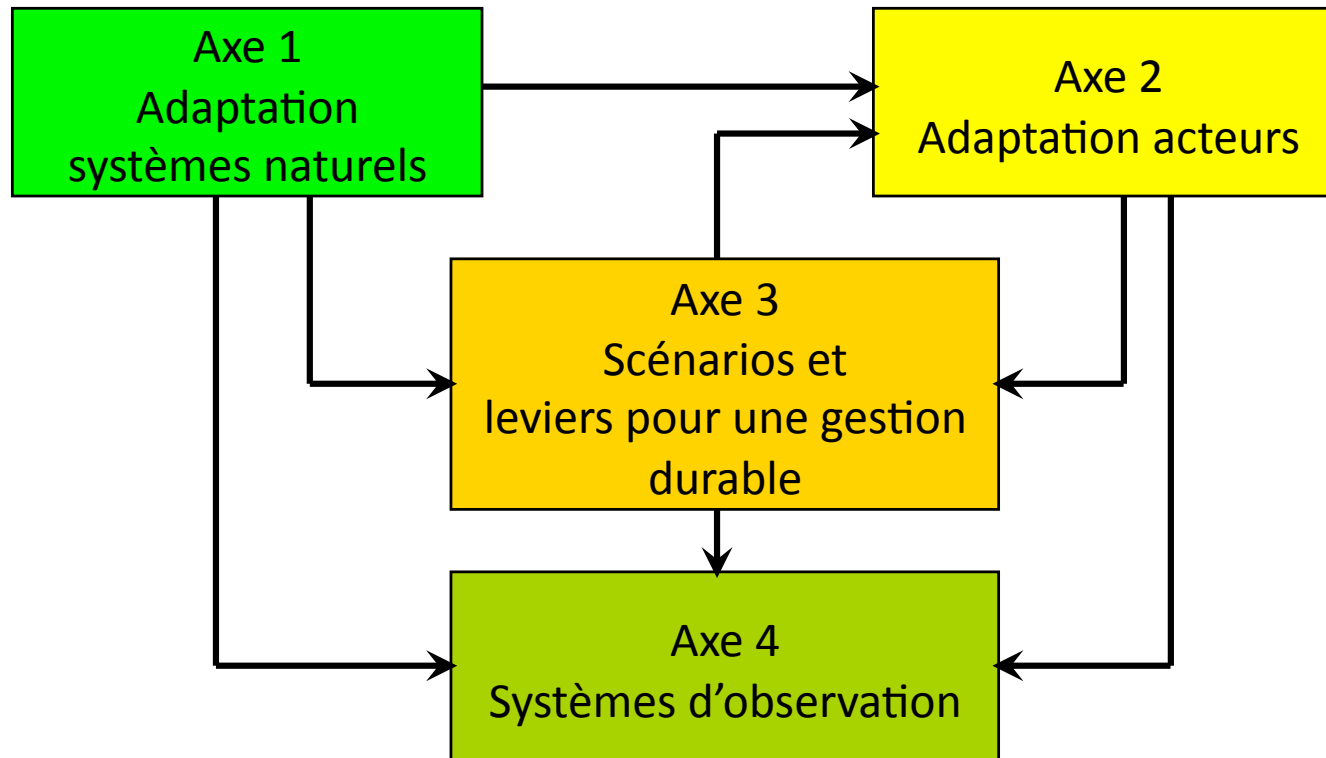 Axe 1
Adaptation
systèmes naturels
Axe 2
Adaptation acteurs
Axe 3
Scénarios et
leviers pour une gestion
durable
Axe 4
Systèmes d’observation